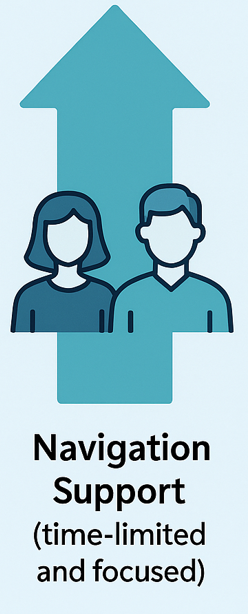 Navigation
Support
(time-limited
and focused)